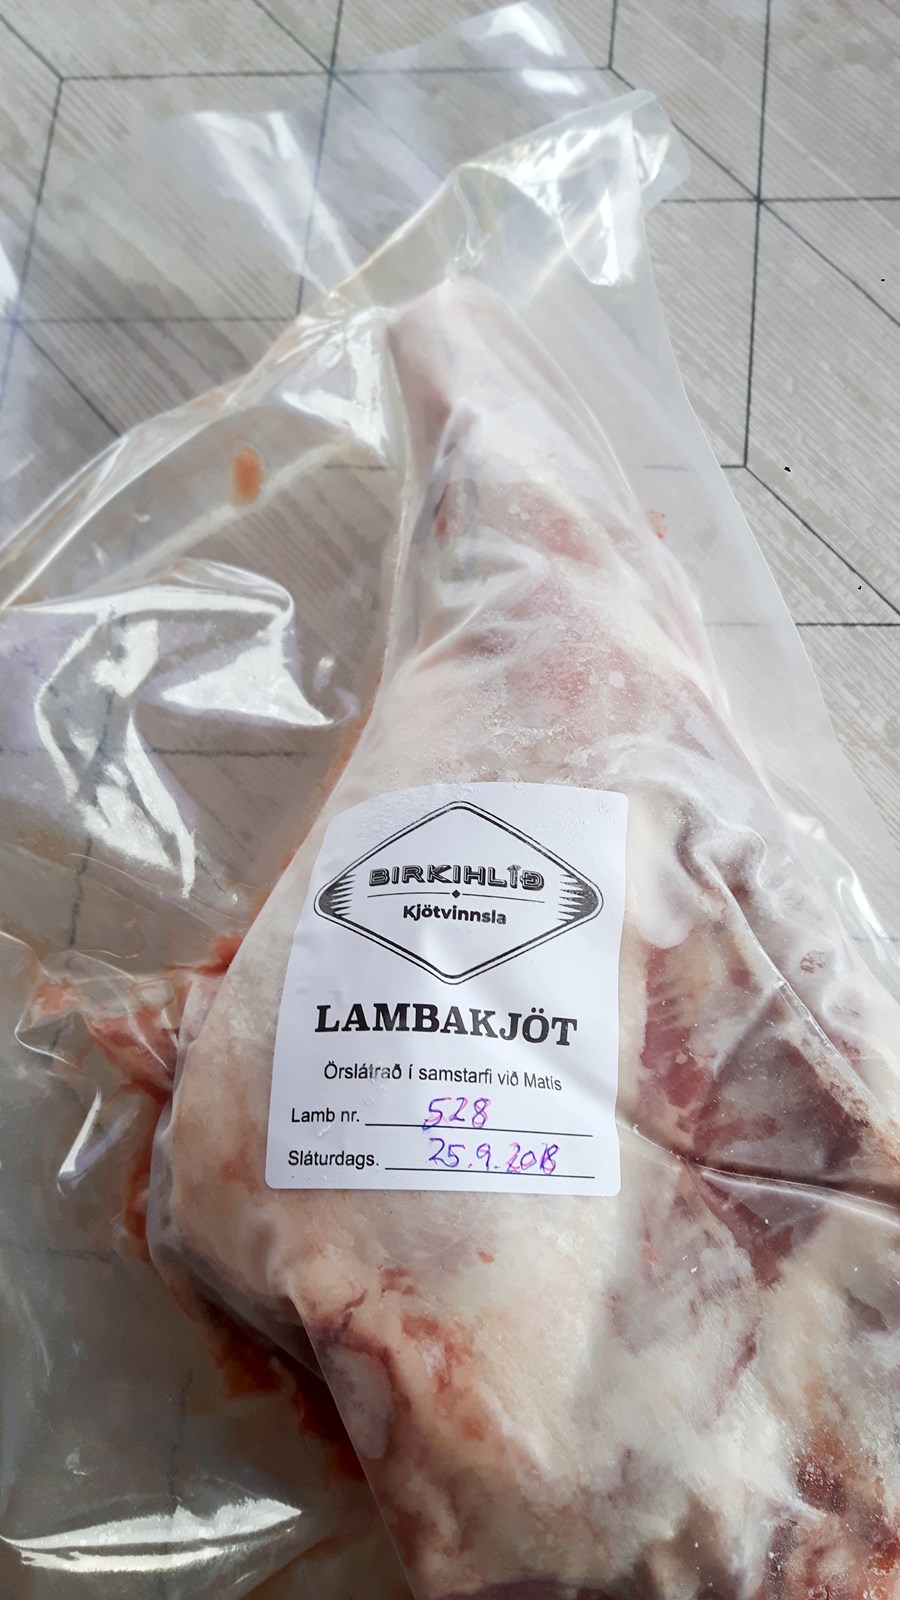 BIRKIHLÍÐ
Kjötvinnsla
LAMBAKJÖT
Örslátrað í samstarfi við Matís
Lamb nr. 528
Sláturdags. 25.9.2018